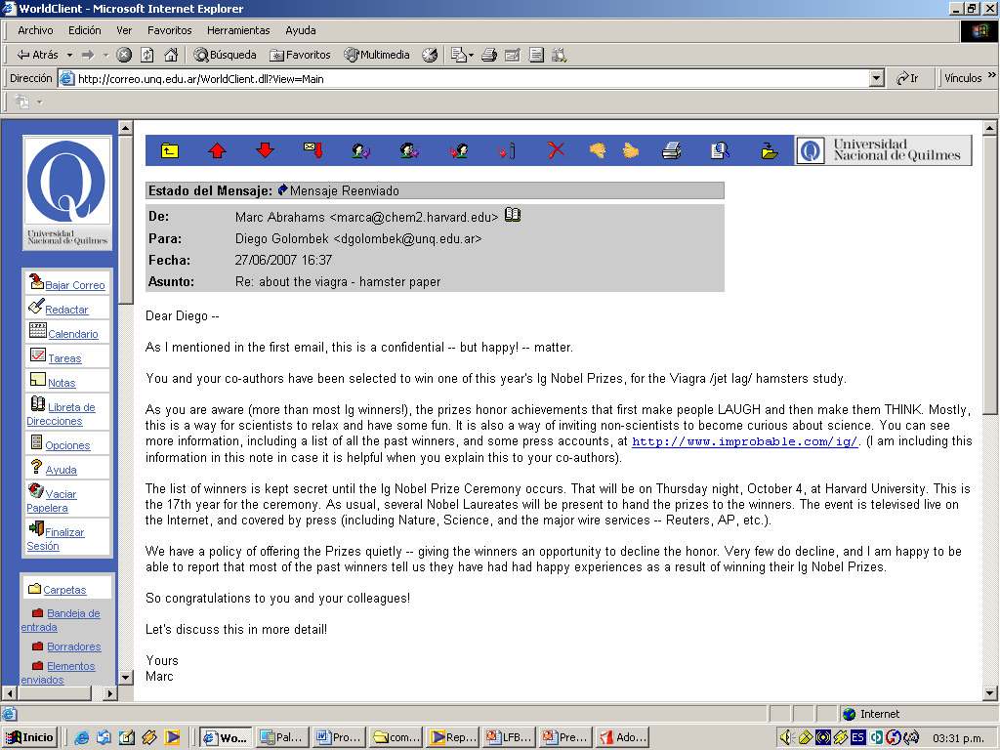 WorldClient - Microsoft Internet Explorer
Archivo Edición Ver Favoritos Herramientas Ayuda
Atrás Búsqueda Favoritos Multimedia
Dirección http://correo.unq.edu.ar/WorldClient.dll?View=Main Ir Vínculos »
Universidad
Nacional de Quilmes
Universidad
Nacional de Quilmes
Bajar Correo
Redactar
Calendario
Tareas
Notas
Libreta de
Direcciones
Opciones
Ayuda
Vaciar
Papelera
Finalizar
Sesión
Carpetas
Bandeja de
entrada
Borradores
Elementos
enviados
Estado del Mensaje: Mensaje Reenviado
De: Marc Abrahams <marca@chem2.harvard.edu>
Para: Diego Golombek <dgolombek@unq.edu.ar>
Fecha: 27/06/2007 16:37
Asunto: Re: about the viagra - hamster paper
Dear Diego --
As I mentioned in the first email, this is a confidential -- but happy! -- matter.
You and your co-authors have been selected to win one of this year's Ig Nobel Prizes, for the Viagra /jet lag/ hamsters study.
As you are aware (more than most Ig winners!), the prizes honor achievements that first make people LAUGH and then make them THINK. Mostly,
this is a way for scientists to relax and have some fun. It is also a way of inviting non-scientists to become curious about science. You can see
more information, including a list of all the past winners, and some press accounts, at http://www.improbable.com/ig/. (I am including this
information in this note in case it is helpful when you explain this to your co-authors).
The list of winners is kept secret until the Ig Nobel Prize Ceremony occurs. That will be on Thursday night, October 4, at Harvard University. This is
the 17th year for the ceremony. As usual, several Nobel Laureates will be present to hand the prizes to the winners. The event is televised live on
the Internet, and covered by press (including Nature, Science, and the major wire services -- Reuters, AP, etc.).
We have a policy of offering the Prizes quietly -- giving the winners an opportunity to decline the honor. Very few do decline, and I am happy to be
able to report that most of the past winners tell us they have had had happy experiences as a result of winning their Ig Nobel Prizes.
So congratulations to you and your colleagues!
Let's discuss this in more detail!
Yours
Marc
Internet
Inicio Wo... Pal... Pro... com... Rep... LFB... Pre... Ado... ES 03:31 p.m.